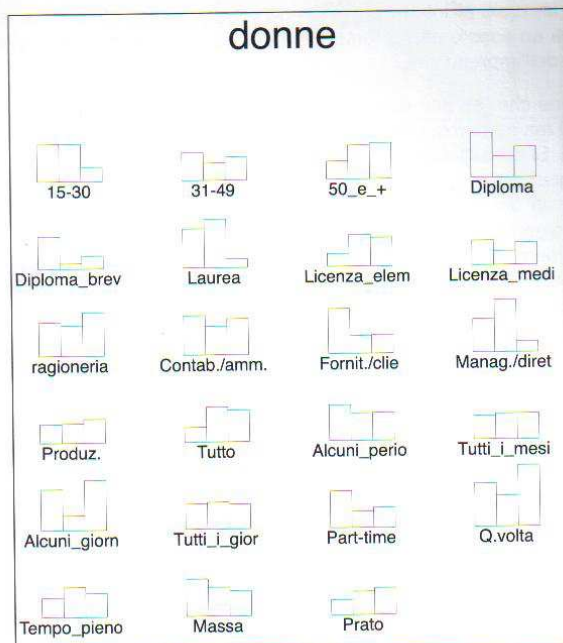 donne
15-30 31-49 50_e_+ Diploma
Diploma_brev Laurea Licenza_elem Licenza_medi
ragioneria Contab./amm. Fornit./clie Manag./diret
Produz. Tutto Alcuni_perio Tutti_i_mesi
Alcuni_giorn Tutti_i_gior Part-time Q.volta
Tempo_pieno Massa Prato